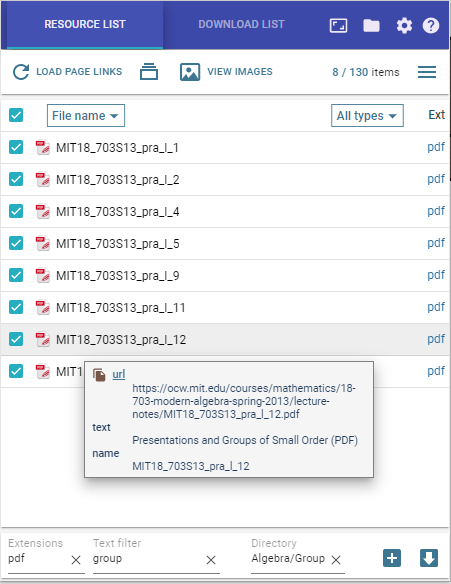 RESOURCE LIST DOWNLOAD LIST
LOAD PAGE LINKS VIEW IMAGES 8 / 130 items
File name All types Ext
MIT18_703S13_pra_l_1 pdf
MIT18_703S13_pra_l_2 pdf
MIT18_703S13_pra_l_4 pdf
MIT18_703S13_pra_l_5 pdf
MIT18_703S13_pra_l_9 pdf
MIT18_703S13_pra_l_11 pdf
MIT18_703S13_pra_l_12 pdf
MIT1 pdf
url
https://ocw.mit.edu/courses/mathematics/18-
703-modern-algebra-spring-2013/lecture-
notes/MIT18_703S13_pra_l_12.pdf
text
Presentations and Groups of Small Order (PDF)
name
MIT18_703S13_pra_l_12
Extensions Text filter Directory
pdf group Algebra/Group